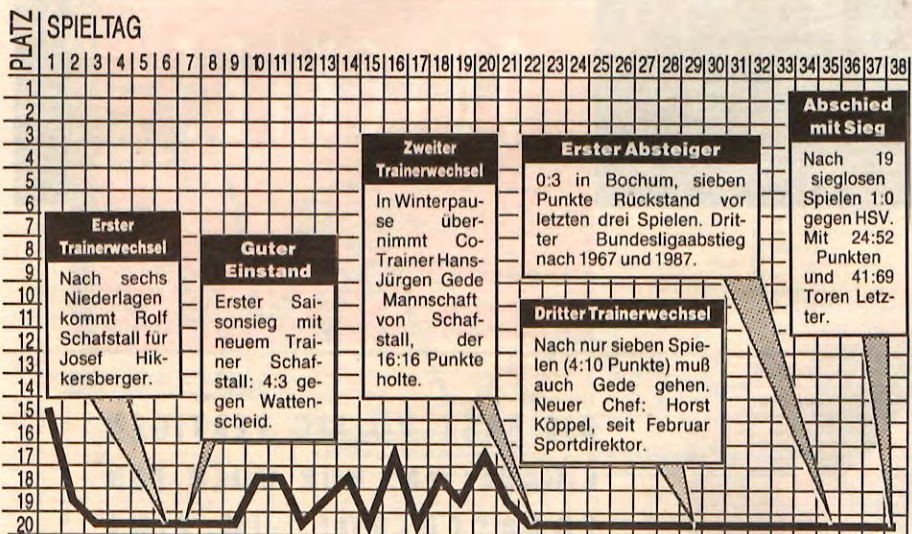 PLATZ
SPIELTAG
1 2 3 4 5 6 7 8 9 10 11 12 13 14 15 16 17 18 19 20 21 22 23 24 25 26 27 28 29 30 31 32 33 34 35 36 37 38
1
2
3
4
5
6
7
8
9
10
11
12
13
14
15
16
17
18
19
20
Erster
Trainerwechsel
Nach sechs
Niederlagen
kommt Rolf
Schafstall für
Josef Hik-
kersberger.
Guter
Einstand
Erster Sai-
sonsieg mit
neuem Trai-
ner Schaf-
stall: 4:3 ge-
gen Watten-
scheid.
Zweiter
Trainerwechsel
In Winterpau-
se über-
nimmt Co-
Trainer Hans-
Jürgen Gede
Mannschaft
von Schaf-
stall, der
16:16 Punkte
holte.
Erster Absteiger
0:3 in Bochum, sieben
Punkte Rückstand vor
letzten drei Spielen. Drit-
ter Bundesligaabstieg
nach 1967 und 1987.
Dritter Trainerwechsel
Nach nur sieben Spie-
len (4:10 Punkte) muß
auch Gede gehen.
Neuer Chef: Horst
Köppel, seit Februar
Sportdirektor.
Abschied
mit Sieg
Nach 19
sieglosen
Spielen 1:0
gegen HSV.
Mit 24:52
Punkten
und 41:69
Toren Letz-
ter.